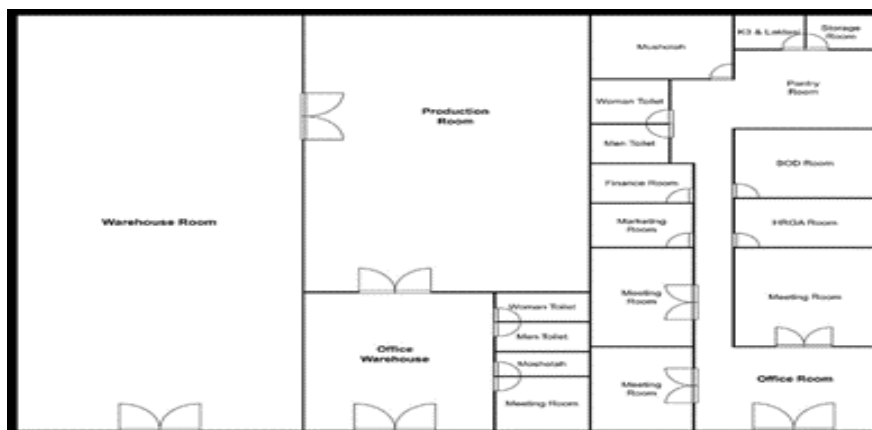 K3 & Laktasi
Storage
Room
Musholah
Pantry
Room
Woman Toilet
Production
Room
Men Toilet
BOD Room
Finance Room
Warehouse Room
Marketing
Room
HRGA Room
Meeting
Room
Meeting Room
Woman Toilet
Men Toilet
Office
Warehouse
Mosholah
Meeting
Room
Office Room
Meeting Room